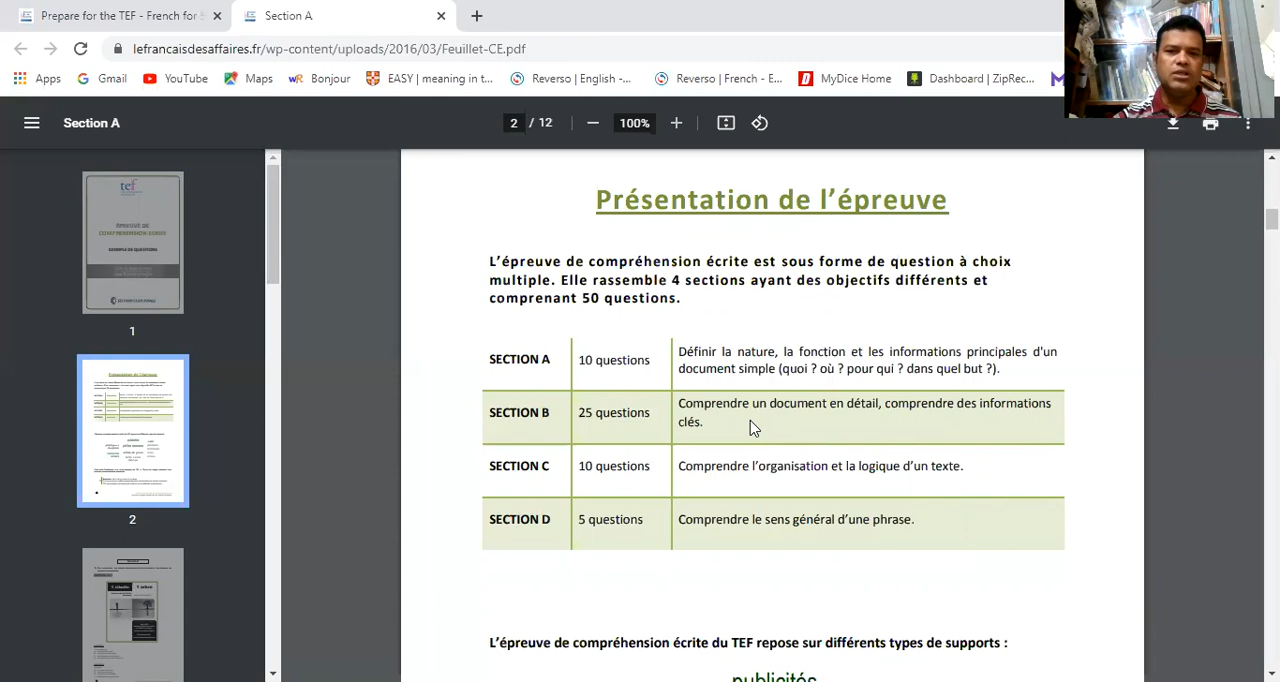 Prepare for the TEF - French for
Section A
lefrancaisdesaffaires.fr/wp-content/uploads/2016/03/Feuillet-CE.pdf
Apps
Gmail
YouTube
Maps
Bonjour
EASY | meaning in t...
Reverso | English -...
Reverso | French - E...
MyDice Home
Dashboard | ZipRec...
Section A
2 / 12
100%
tef
1
2
Présentation de l'épreuve
L'épreuve de compréhension écrite est sous forme de question à choix
multiple. Elle rassemble 4 sections ayant des objectifs différents et
comprenant 50 questions.
SECTION A 10 questions Définir la nature, la fonction et les informations principales d'un
document simple (quoi ? où ? pour qui ? dans quel but ?).
SECTION B 25 questions Comprendre un document en détail, comprendre des informations
clés.
SECTION C 10 questions Comprendre l'organisation et la logique d'un texte.
SECTION D 5 questions Comprendre le sens général d'une phrase.
L'épreuve de compréhension écrite du TEF repose sur différents types de supports :
publicités